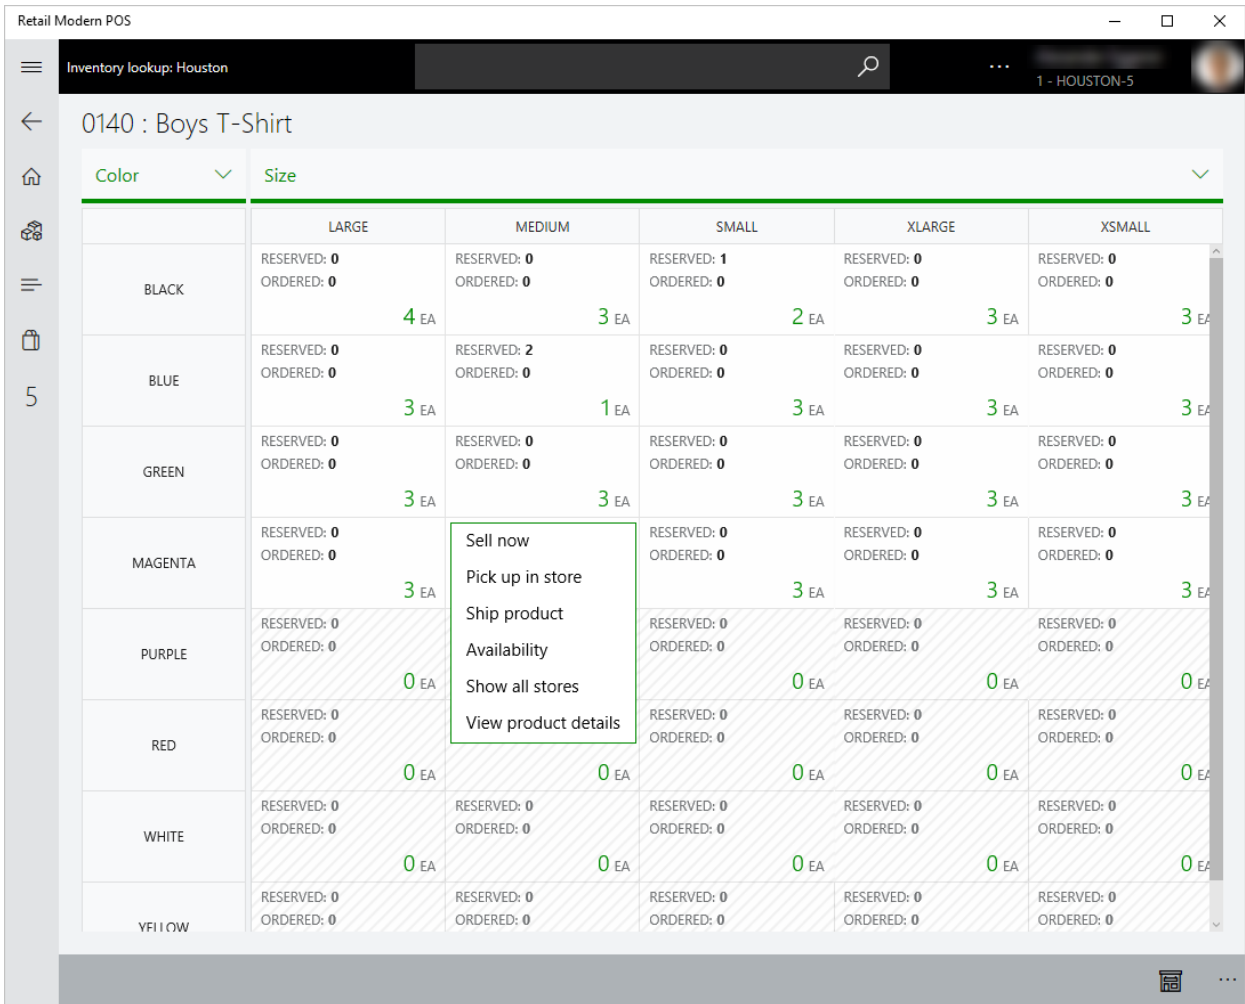 Retail Modern POS
Inventory lookup: Houston
1 - HOUSTON-5
0140 : Boys T-Shirt
Color Size
LARGE MEDIUM SMALL XLARGE XSMALL
BLACK
RESERVED: 0 RESERVED: 0 RESERVED: 1 RESERVED: 0 RESERVED: 0
ORDERED: 0 ORDERED: 0 ORDERED: 0 ORDERED: 0 ORDERED: 0
4 EA 3 EA 2 EA 3 EA 3 EA
BLUE
RESERVED: 0 RESERVED: 2 RESERVED: 0 RESERVED: 0 RESERVED: 0
ORDERED: 0 ORDERED: 0 ORDERED: 0 ORDERED: 0 ORDERED: 0
3 EA 1 EA 3 EA 3 EA 3 EA
GREEN
RESERVED: 0 RESERVED: 0 RESERVED: 0 RESERVED: 0 RESERVED: 0
ORDERED: 0 ORDERED: 0 ORDERED: 0 ORDERED: 0 ORDERED: 0
3 EA 3 EA 3 EA 3 EA 3 EA
MAGENTA
RESERVED: 0 RESERVED: 0 RESERVED: 0 RESERVED: 0
ORDERED: 0 ORDERED: 0 ORDERED: 0 ORDERED: 0
3 EA 3 EA 3 EA 3 EA
Sell now
Pick up in store
Ship product
Availability
Show all stores
View product details
PURPLE
RESERVED: 0 RESERVED: 0 RESERVED: 0 RESERVED: 0
ORDERED: 0 ORDERED: 0 ORDERED: 0 ORDERED: 0
0 EA 0 EA 0 EA 0 EA
RED
RESERVED: 0 RESERVED: 0 RESERVED: 0 RESERVED: 0
ORDERED: 0 ORDERED: 0 ORDERED: 0 ORDERED: 0
0 EA 0 EA 0 EA 0 EA 0 EA
WHITE
RESERVED: 0 RESERVED: 0 RESERVED: 0 RESERVED: 0 RESERVED: 0
ORDERED: 0 ORDERED: 0 ORDERED: 0 ORDERED: 0 ORDERED: 0
0 EA 0 EA 0 EA 0 EA 0 EA
YELLOW
RESERVED: 0 RESERVED: 0 RESERVED: 0 RESERVED: 0 RESERVED: 0
ORDERED: 0 ORDERED: 0 ORDERED: 0 ORDERED: 0 ORDERED: 0
5